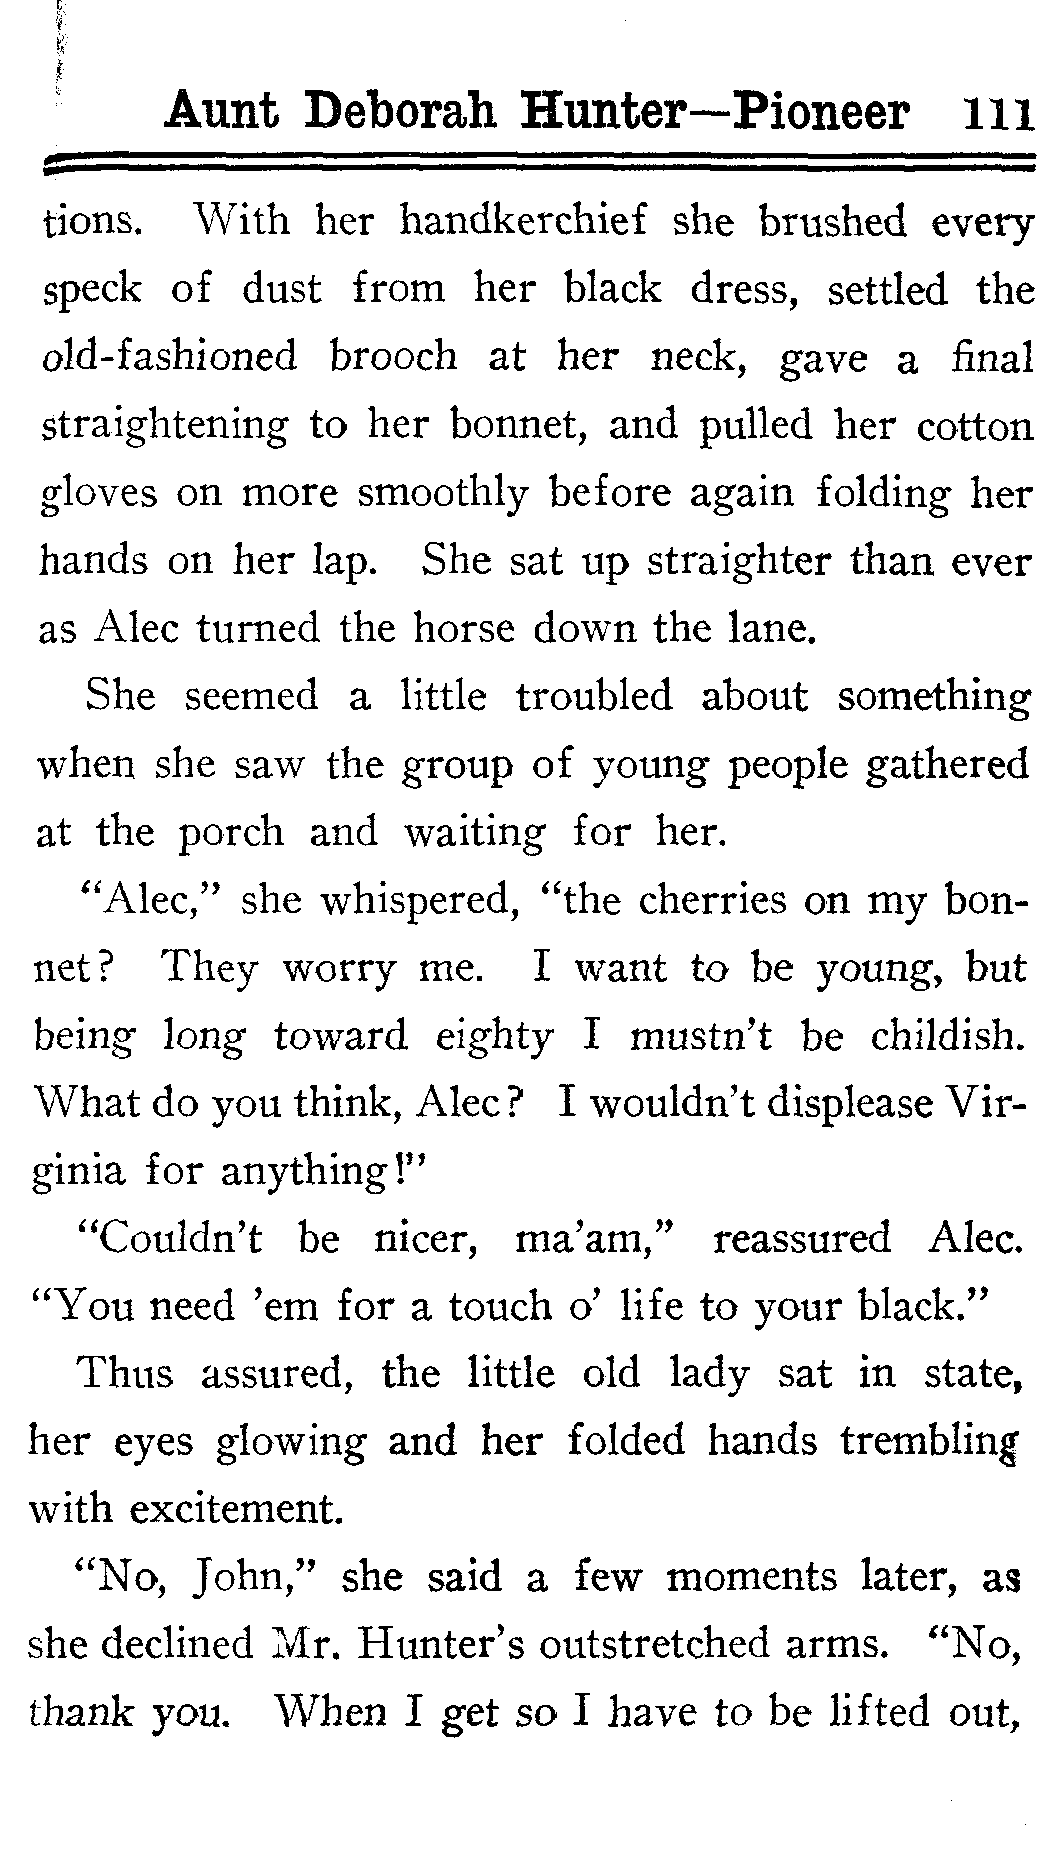 Aunt Deborah Hunter—Pioneer 111
tions. With her handkerchief she brushed every
speck of dust from her black dress, settled the
old-fashioned brooch at her neck, gave a final
straightening to her bonnet, and pulled her cotton
gloves on more smoothly before again folding her
hands on her lap. She sat up straighter than ever
as Alec turned the horse down the lane.
She seemed a little troubled about something
when she saw the group of young people gathered
at the porch and waiting for her.
“Alec,” she whispered, “the cherries on my bon-
net? They worry me. I want to be young, but
being long toward eighty I mustn’t be childish.
What do you think, Alec? I wouldn’t displease Vir-
ginia for anything!”
“Couldn’t be nicer, ma’am,” reassured Alec.
“You need ’em for a touch o’ life to your black.”
Thus assured, the little old lady sat in state,
her eyes glowing and her folded hands trembling
with excitement.
“No, John,” she said a few moments later, as
she declined Mr. Hunter’s outstretched arms. “No,
thank you. When I get so I have to be lifted out,